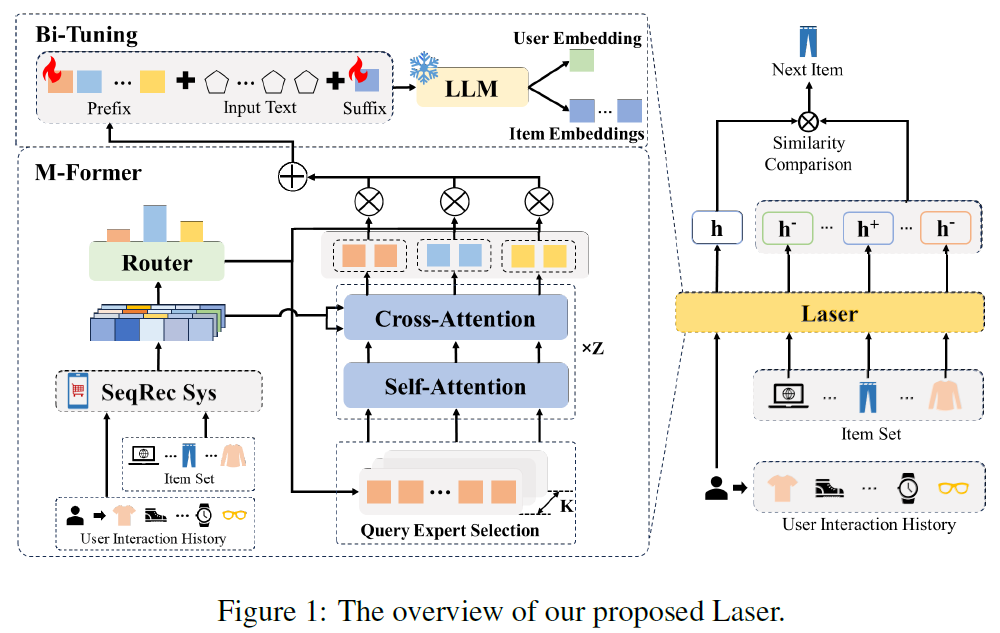 Bi-Tuning
Prefix
Input Text
Suffix
LLM
User Embedding
Item Embeddings
M-Former
Router
SeqRec Sys
Item Set
User Interaction History
Cross-Attention
Self-Attention
×Z
K
Query Expert Selection
Next Item
Similarity
Comparison
h
h-
...
h+
...
h-
Laser
Item Set
User Interaction History
Figure 1: The overview of our proposed Laser.